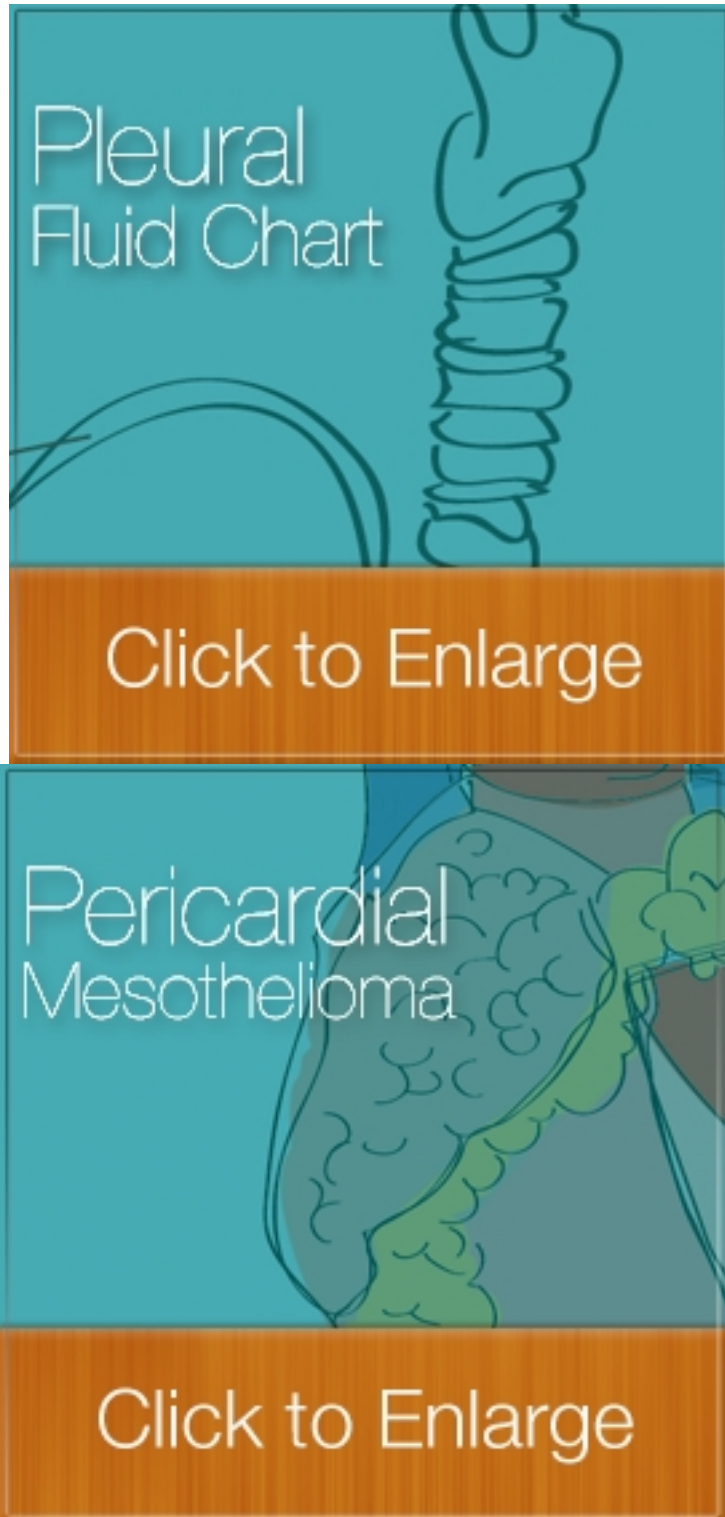 Pleural
Fluid Chart
Click to Enlarge
Pericardial
Mesothelioma
Click to Enlarge